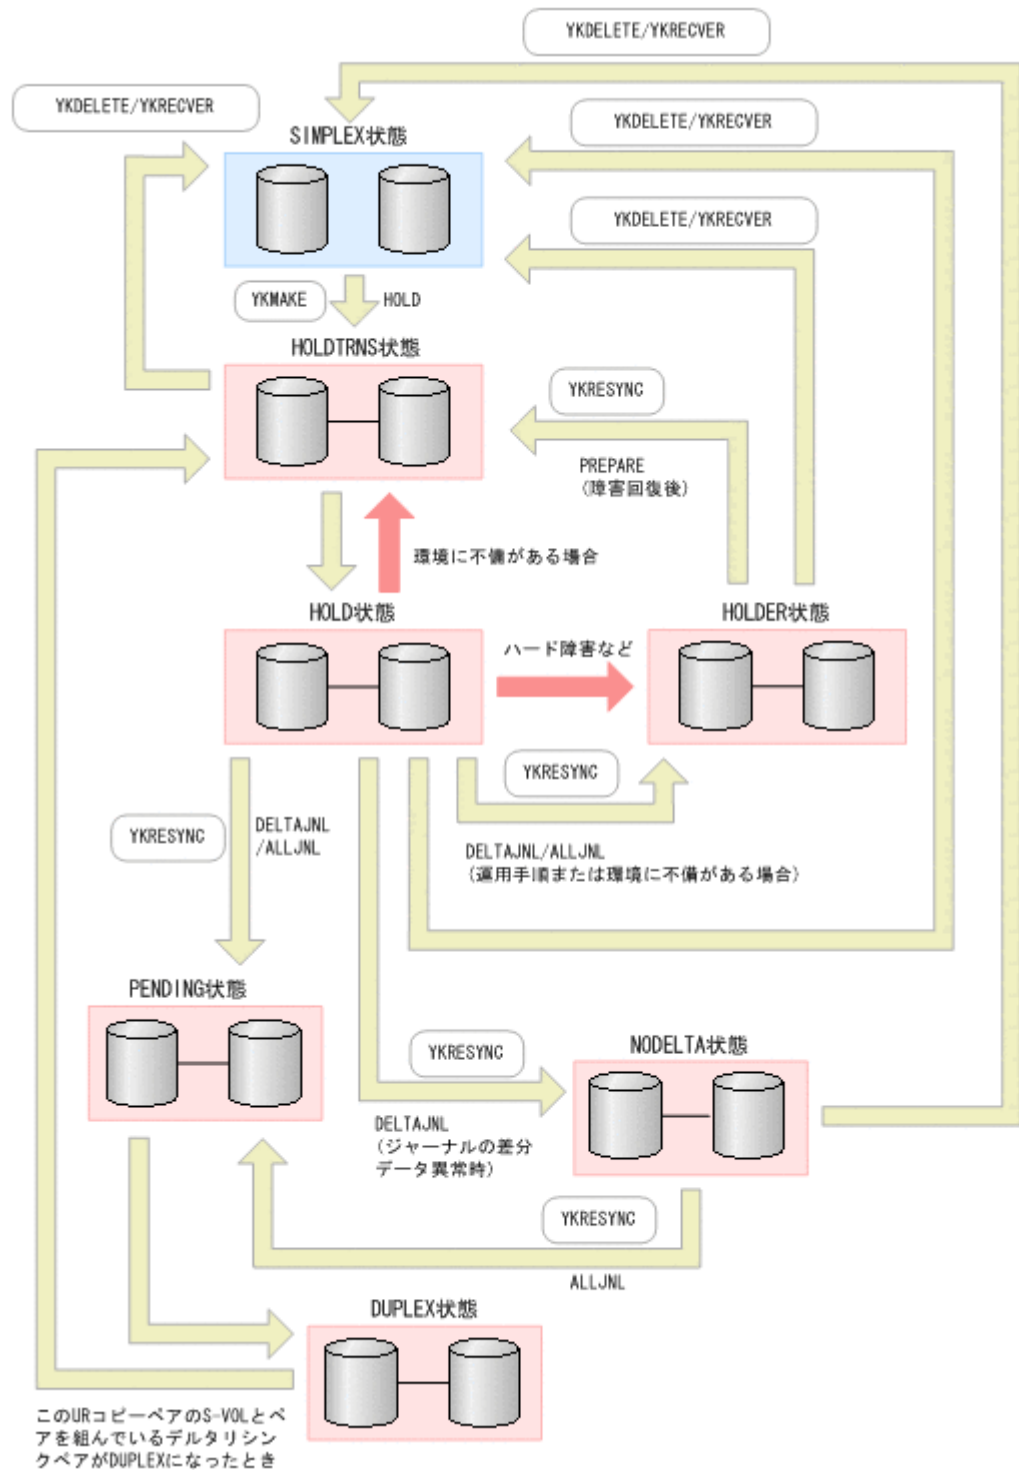 YKDELETE/YKRECVER
YKDELETE/YKRECVER
YKDELETE/YKRECVER
SIMPLEX状態
YKDELETE/YKRECVER
YKMAKE
HOLD
HOLDTRNS状態
YKRESYNC
PREPARE
(障害回復後)
環境に不備がある場合
HOLD状態
HOLDER状態
ハード障害など
YKRESYNC
YKRESYNC
DELTAJNL
/ALLJNL
DELTAJNL/ALLJNL
(運用手順または環境に不備がある場合)
PENDING状態
YKRESYNC
NODELTA状態
DELTAJNL
(ジャーナルの差分
データ異常時)
YKRESYNC
ALLJNL
DUPLEX状態
このURコピーペアのS-VOLとペ
アを組んでいるデルタリシン
クペアがDUPLEXになったとき